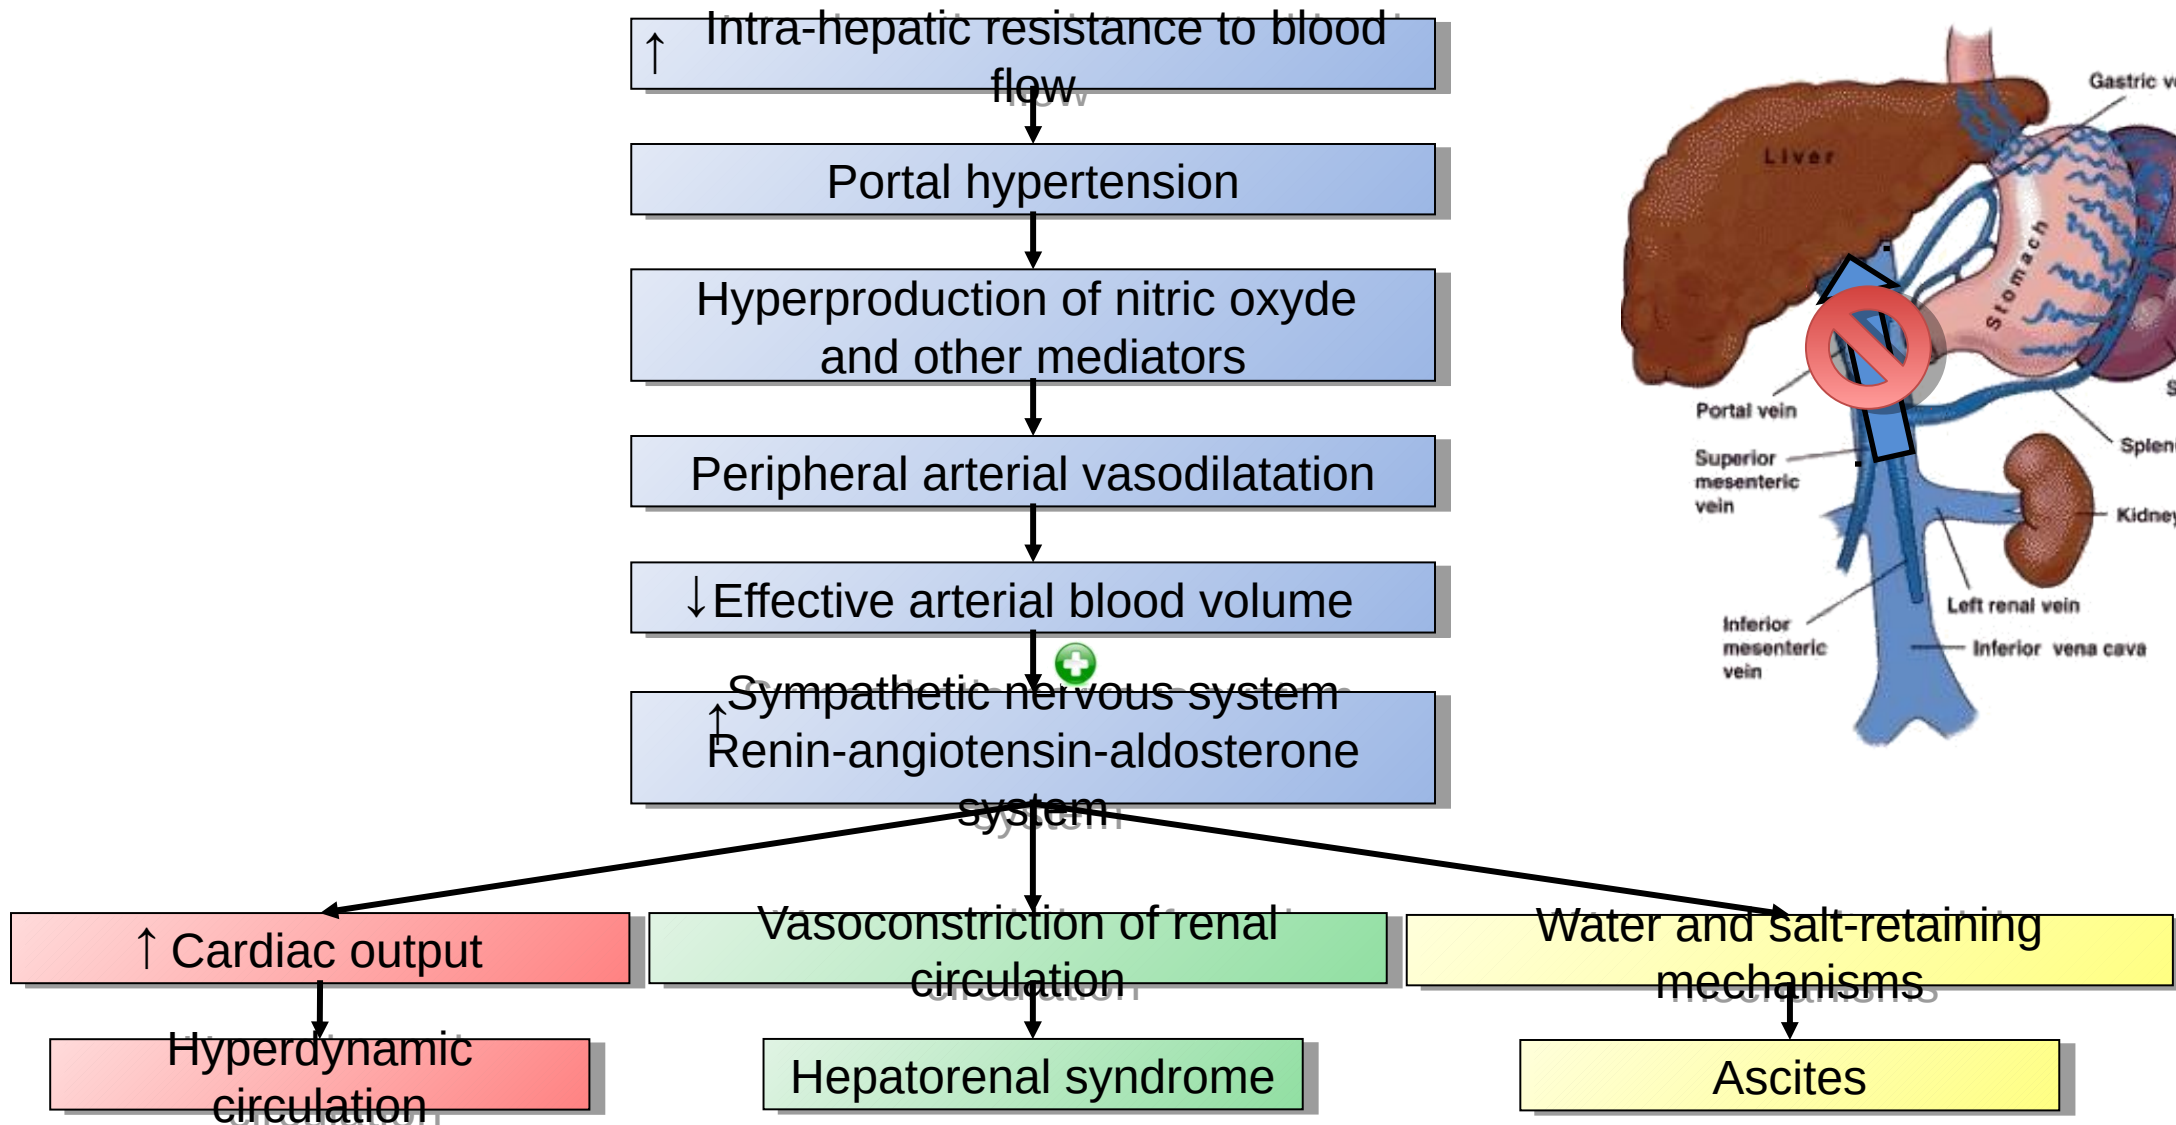 ↑ Intra-hepatic resistance to blood
flow
Portal hypertension
Hyperproduction of nitric oxyde
and other mediators
Peripheral arterial vasodilatation
↓Effective arterial blood volume
↑Sympathetic nervous system
Renin-angiotensin-aldosterone
system
↑ Cardiac output
Vasoconstriction of renal
circulation
Water and salt-retaining
mechanisms
Hyperdynamic
circulation
Hepatorenal syndrome
Ascites
Gastric
Liver
Stomach
Portal vein
Superior
mesenteric
vein
Kidney
Left renal vein
Inferior
mesenteric
vein
Inferior vena cava